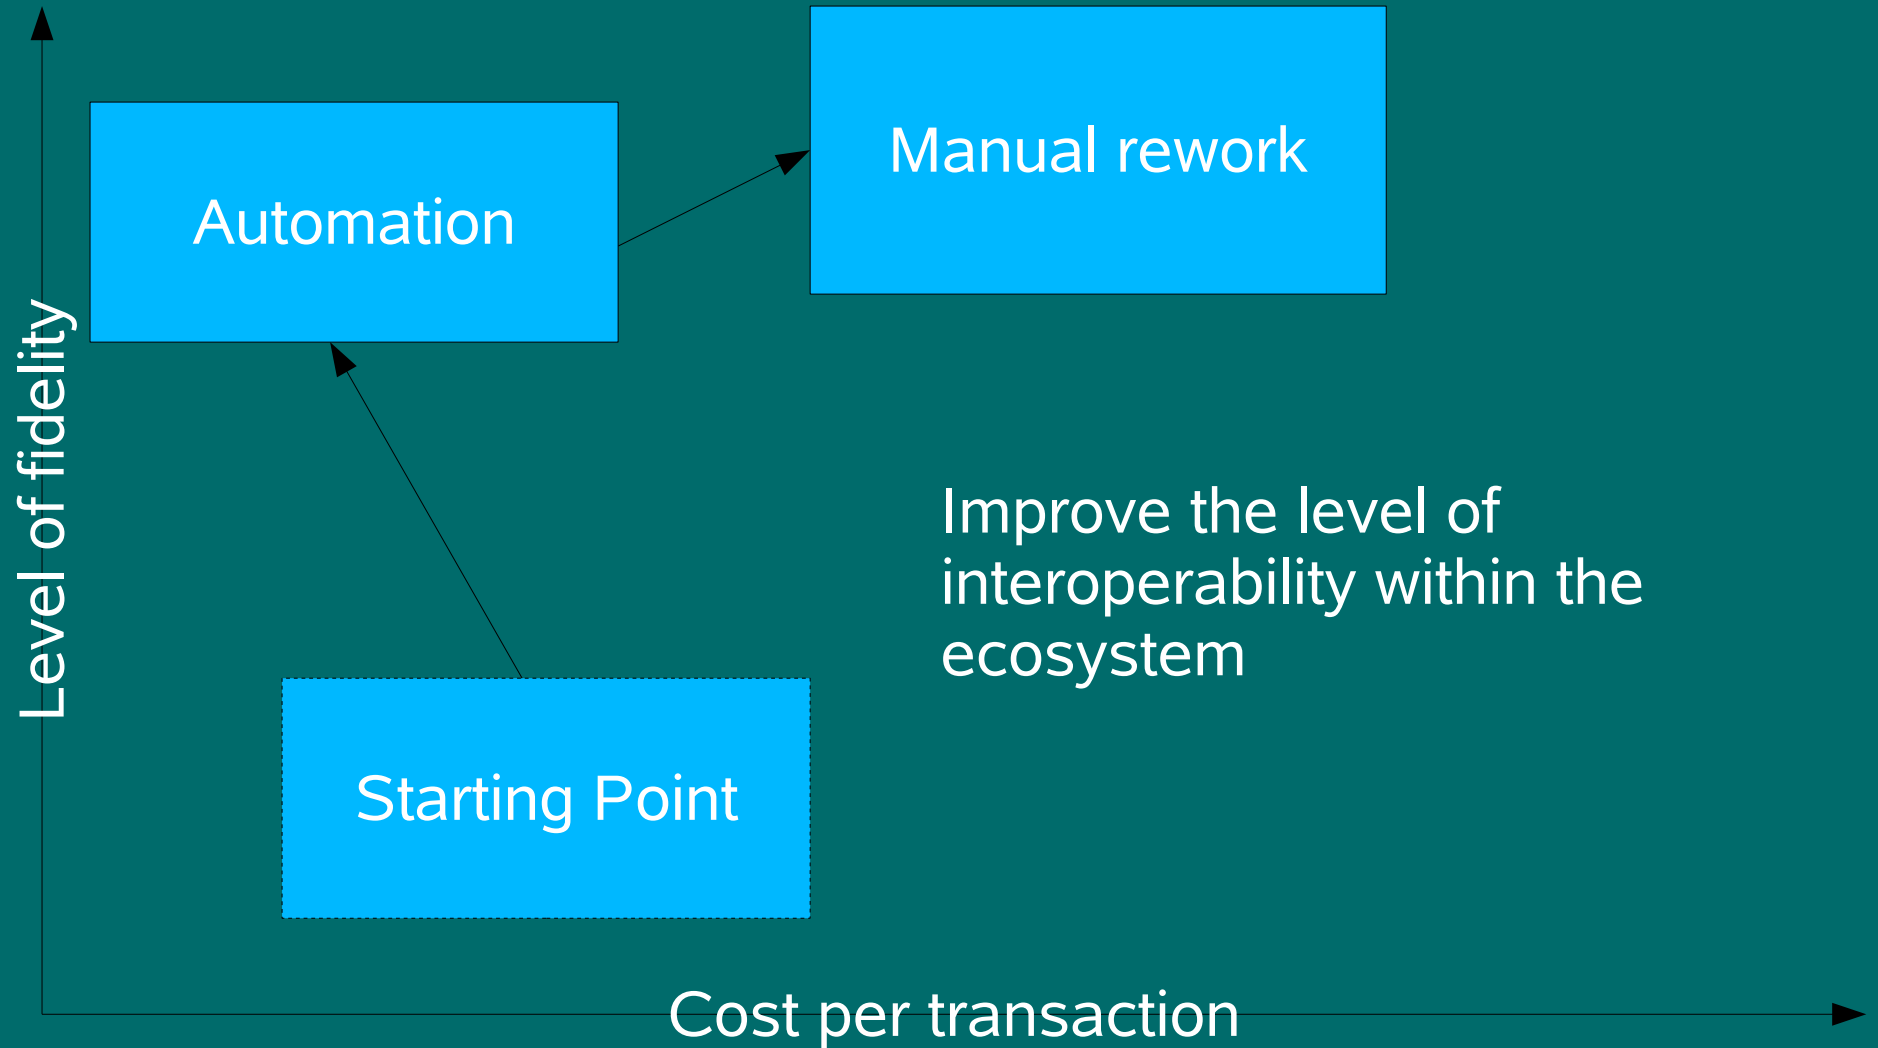 Manual rework
Automation
Level of fidelity
Improve the level of
interoperability within the
ecosystem
Starting Point
Cost per transaction